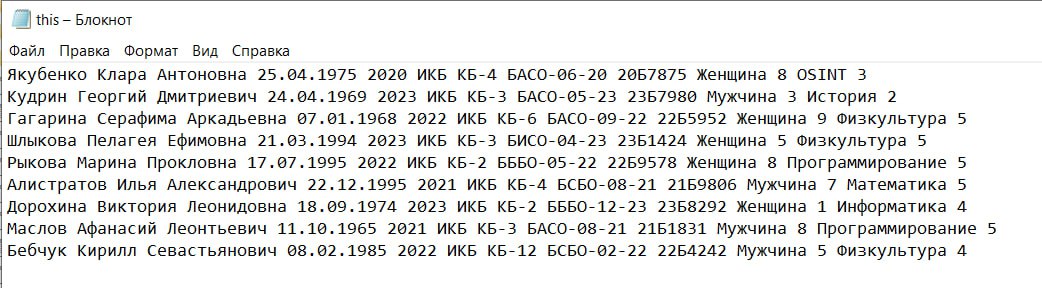 this – Блокнот
Файл Правка Формат Вид Справка
Якубенко Клара Антоновна 25.04.1975 2020 ИКБ КБ-4 БАСО-06-20 20Б7875 Женщина 8 OSINT 3
Кудрин Георгий Дмитриевич 24.04.1969 2023 ИКБ КБ-3 БАСО-05-23 23Б7980 Мужчина 3 История 2
Гагарина Серафима Аркадьевна 07.01.1968 2022 ИКБ КБ-6 БАСО-09-22 22Б5952 Женщина 9 Физкультура 5
Шлыкова Пелагея Ефимовна 21.03.1994 2023 ИКБ КБ-3 БИСО-04-23 23Б1424 Женщина 5 Физкультура 5
Рыкова Марина Прокловна 17.07.1995 2022 ИКБ КБ-2 БББО-05-22 22Б9578 Женщина 8 Программирование 5
Алистратов Илья Александрович 22.12.1995 2021 ИКБ КБ-4 БСБО-08-21 21Б9806 Мужчина 7 Математика 5
Дорохина Виктория Леонидовна 18.09.1974 2023 ИКБ КБ-2 БББО-12-23 23Б8292 Женщина 1 Информатика 4
Маслов Афанасий Леонтьевич 11.10.1965 2021 ИКБ КБ-3 БАСО-08-21 21Б1831 Мужчина 8 Программирование 5
Бебчук Кирилл Севастьянович 08.02.1985 2022 ИКБ КБ-12 БСБО-02-22 22Б4242 Мужчина 5 Физкультура 4